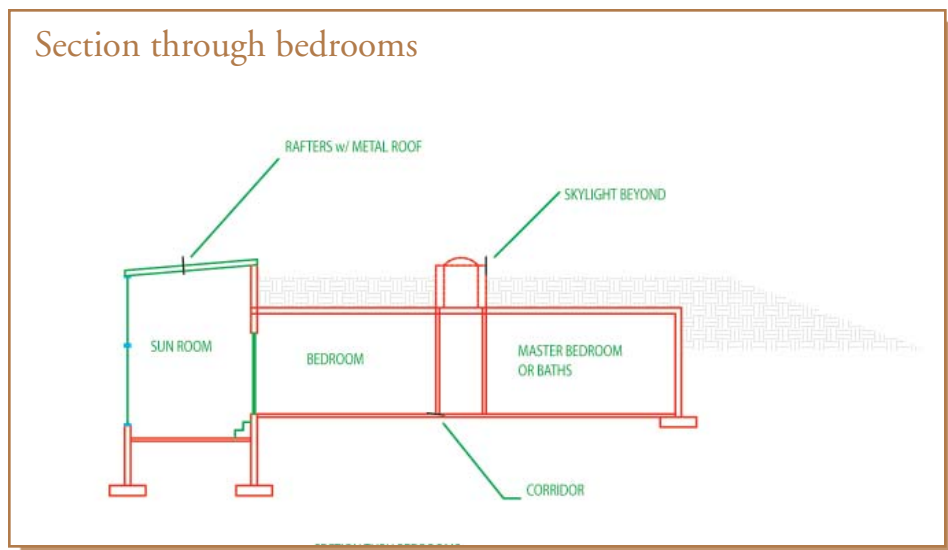 Section through bedrooms
RAFTERS w/ METAL ROOF
SKYLIGHT BEYOND
SUN ROOM
BEDROOM
MASTER BEDROOM
OR BATHS
CORRIDOR